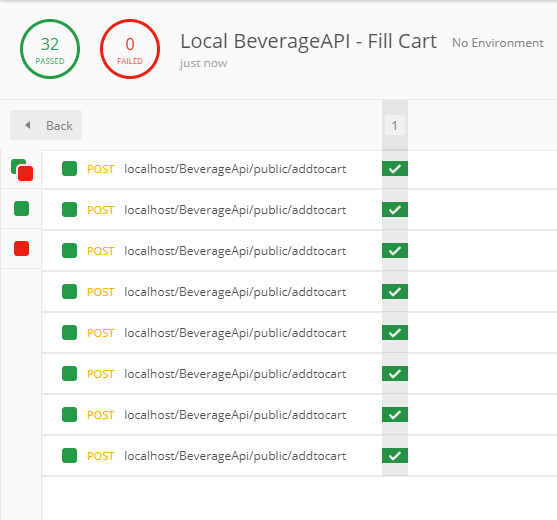 32
PASSED
0
FAILED
Local BeverageAPI - Fill Cart
No Environment
just now
Back
1
POST localhost/BeverageApi/public/addtocart
POST localhost/BeverageApi/public/addtocart
POST localhost/BeverageApi/public/addtocart
POST localhost/BeverageApi/public/addtocart
POST localhost/BeverageApi/public/addtocart
POST localhost/BeverageApi/public/addtocart
POST localhost/BeverageApi/public/addtocart
POST localhost/BeverageApi/public/addtocart